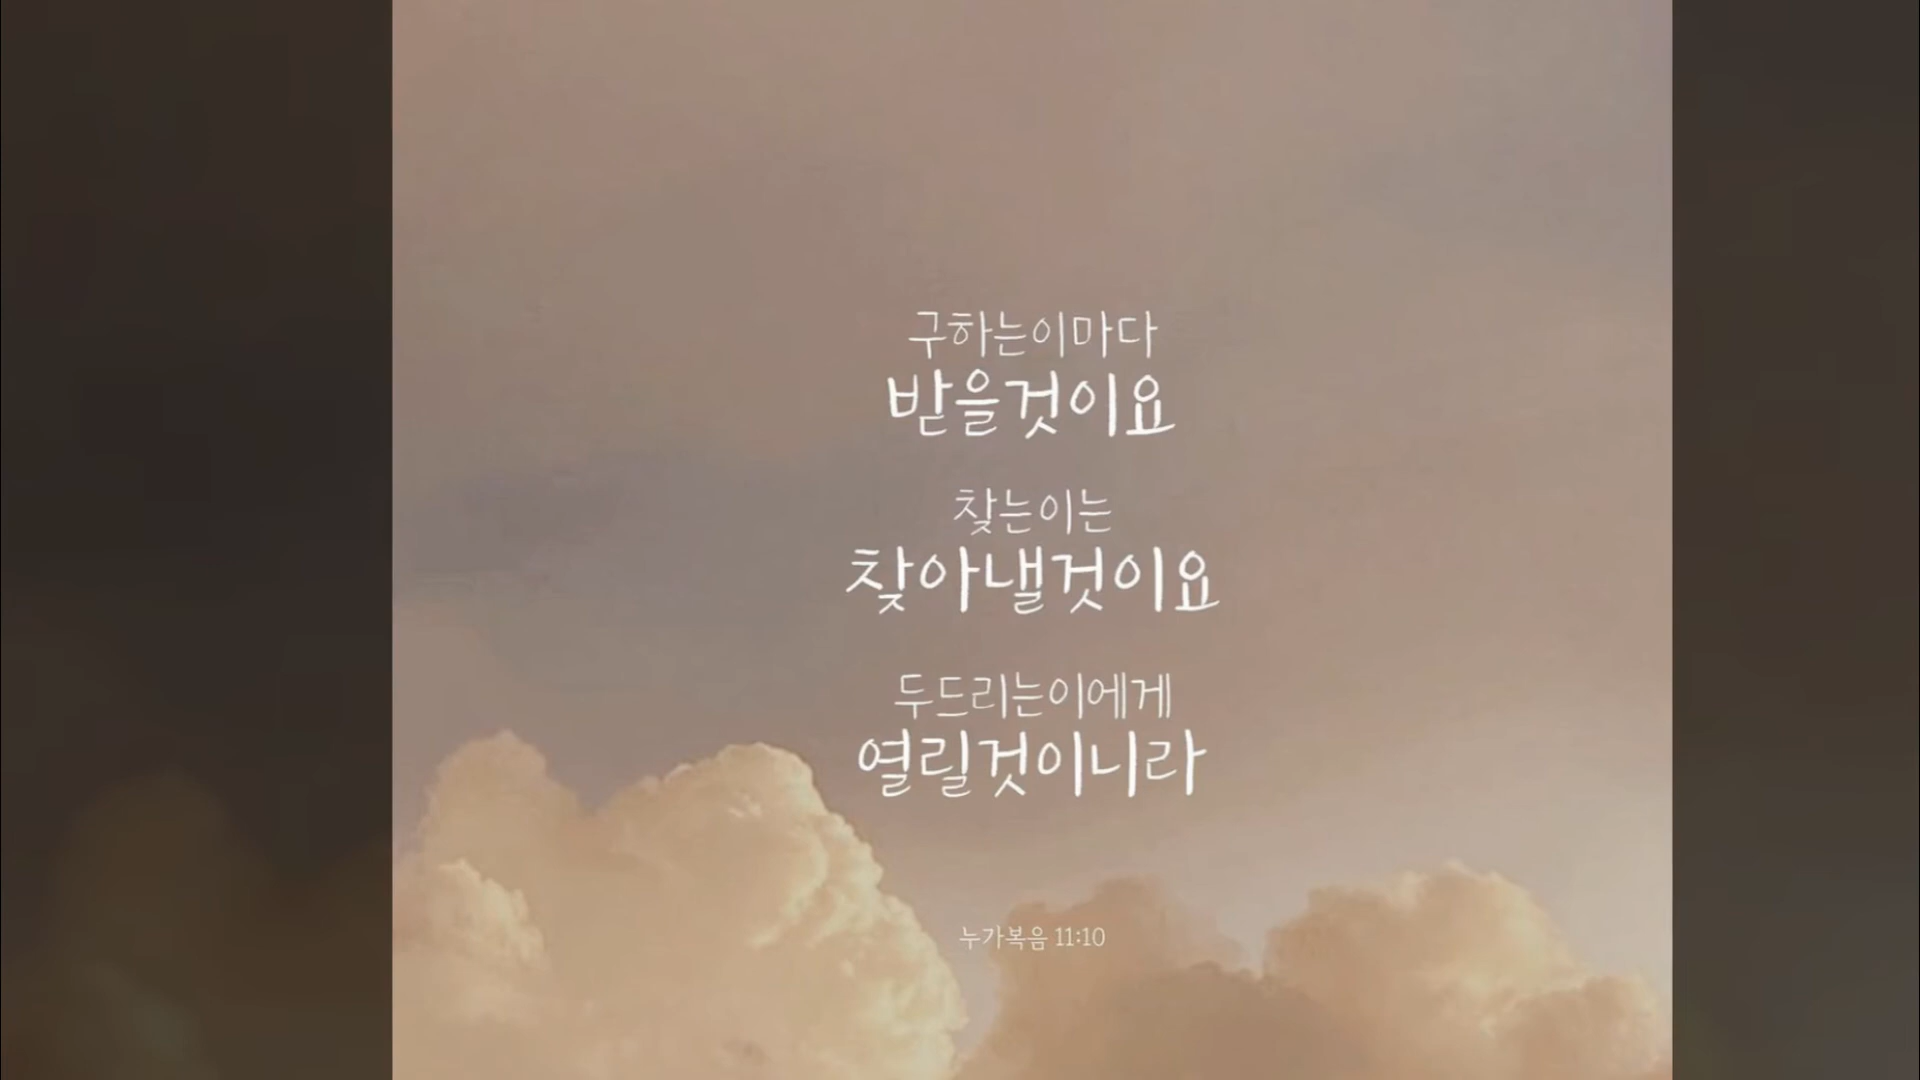 구하는이마다
받을것이요
찾는이는
찾아낼것이요
두드리는이에게
열릴것이니라
누가복음 11:10